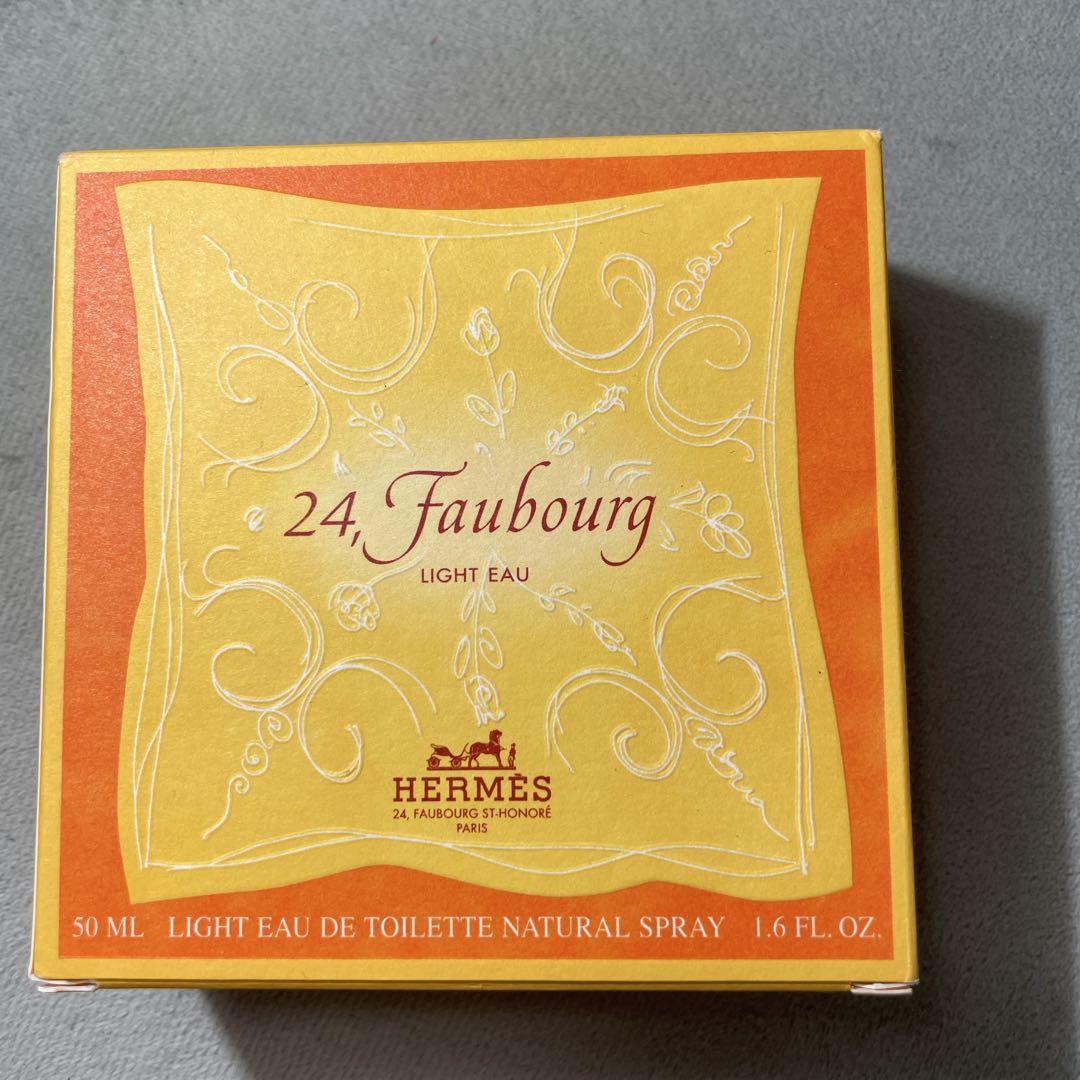 24, Faubourg
LIGHT EAU
HERMÈS
24, FAUBOURG ST-HONORÉ
PARIS
50 ML LIGHT EAU DE TOILETTE NATURAL SPRAY 1.6 FL. OZ.